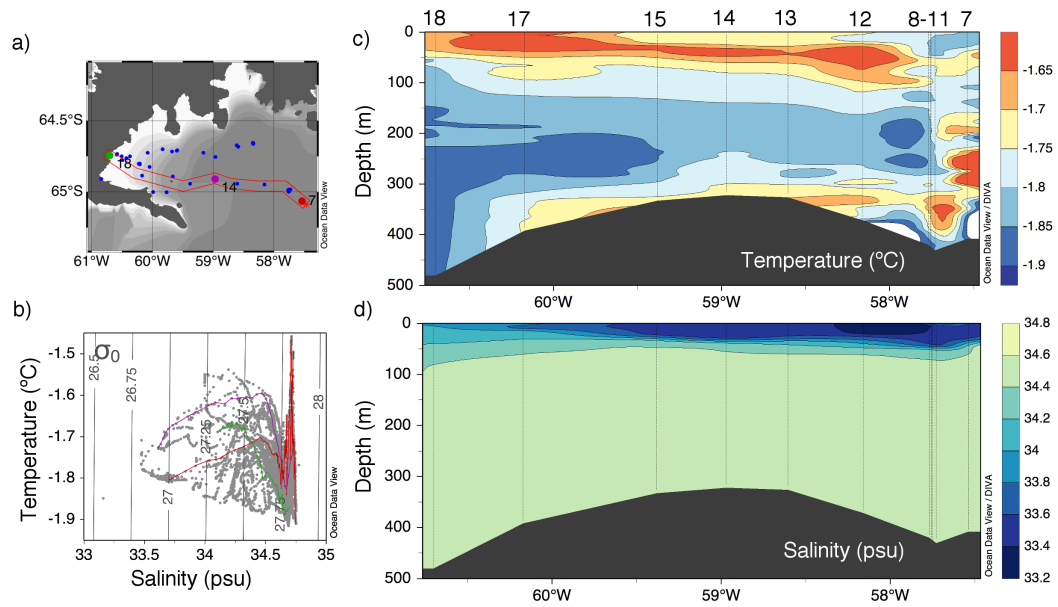 a)
64.5°S
65°S
18
14
7
61°W
60°W
59°W
58°W
Ocean Data View
b)
σ0
Temperature (ºC)
-1.5
-1.6
-1.7
-1.8
-1.9
26.5
26.75
27
27.25
27.5
27.75
28
33
33.5
34
34.5
35
Salinity (psu)
Ocean Data View
c)
18
17
15
14
13
12
8-11
7
Depth (m)
0
100
200
300
400
500
Temperature (ºC)
60°W
59°W
58°W
Ocean Data View / DIVA
-1.65
-1.7
-1.75
-1.8
-1.85
-1.9
d)
Depth (m)
0
100
200
300
400
500
Salinity (psu)
60°W
59°W
58°W
Ocean Data View / DIVA
34.8
34.6
34.4
34.2
34
33.8
33.6
33.4
33.2